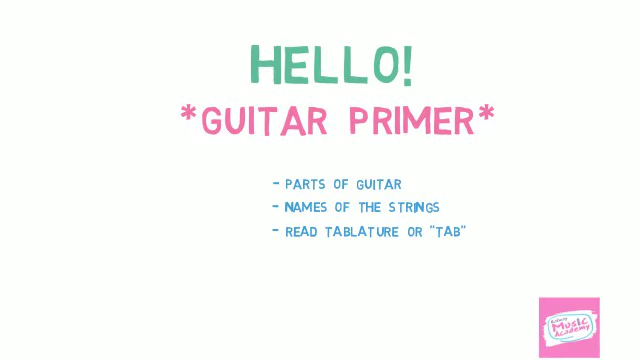 HELLO!
*GUITAR PRIMER*
- PARTS OF GUITAR
- NAMES OF THE STRINGS
- READ TABLATURE OR "TAB"
Music
Academy